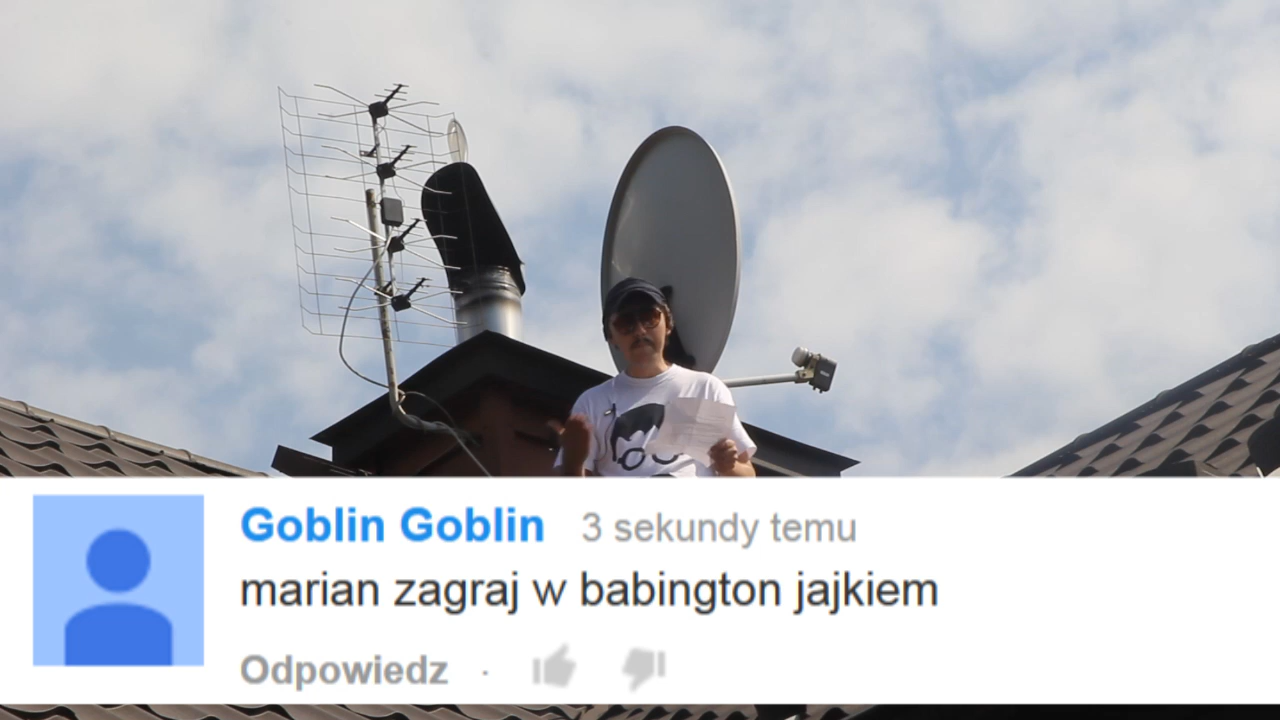 Goblin Goblin 3 sekundy temu
marian zagraj w babington jajkiem
Odpowiedz ·